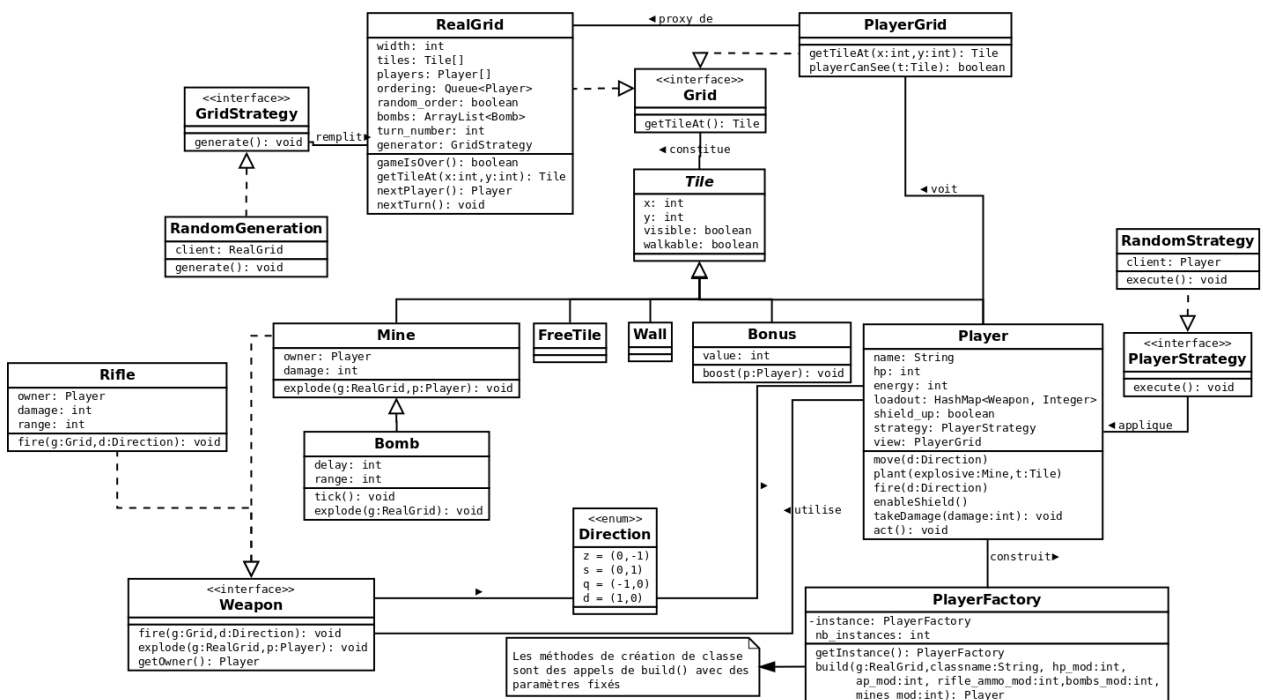 RealGrid
width: int
tiles: Tile[]
players: Player[]
ordering: Queue<Player>
random_order: boolean
bombs: ArrayList<Bomb>
turn_number: int
generator: GridStrategy
gameIsOver(): boolean
getTileAt(x:int,y:int): Tile
nextPlayer(): Player
nextTurn(): void
◄proxy de
PlayerGrid
getTileAt(x:int,y:int): Tile
playerCanSee(t:Tile): boolean
<<interface>>
Grid
getTileAt(): Tile
◄constitue
<<interface>>
GridStrategy
generate(): void
remplit►
RandomGeneration
client: RealGrid
generate(): void
Tile
x: int
y: int
visible: boolean
walkable: boolean
◄voit
RandomStrategy
client: Player
execute(): void
<<interface>>
PlayerStrategy
execute(): void
◄applique
Mine
owner: Player
damage: int
explode(g:RealGrid,p:Player): void
FreeTile
Wall
Bonus
value: int
boost(p:Player): void
Player
name: String
hp: int
energy: int
loadout: HashMap<Weapon, Integer>
shield_up: boolean
strategy: PlayerStrategy
view: PlayerGrid
move(d:Direction)
plant(explosive:Mine,t:Tile)
fire(d:Direction)
enableShield()
takeDamage(damage:int): void
act(): void
Rifle
owner: Player
damage: int
range: int
fire(g:Grid,d:Direction): void
Bomb
delay: int
range: int
tick(): void
explode(g:RealGrid): void
►
◄utilise
<<enum>>
Direction
z = (0,-1)
s = (0,1)
q = (-1,0)
d = (1,0)
►
construit►
<<interface>>
Weapon
fire(g:Grid,d:Direction): void
explode(g:RealGrid,p:Player): void
getOwner(): Player
Les méthodes de création de classe
sont des appels de build() avec des
paramètres fixés
PlayerFactory
-instance: PlayerFactory
nb_instances: int
getInstance(): PlayerFactory
build(g:RealGrid,classname:String, hp_mod:int,
ap_mod:int, rifle_ammo_mod:int,bombs_mod:int,
mines_mod:int): Player